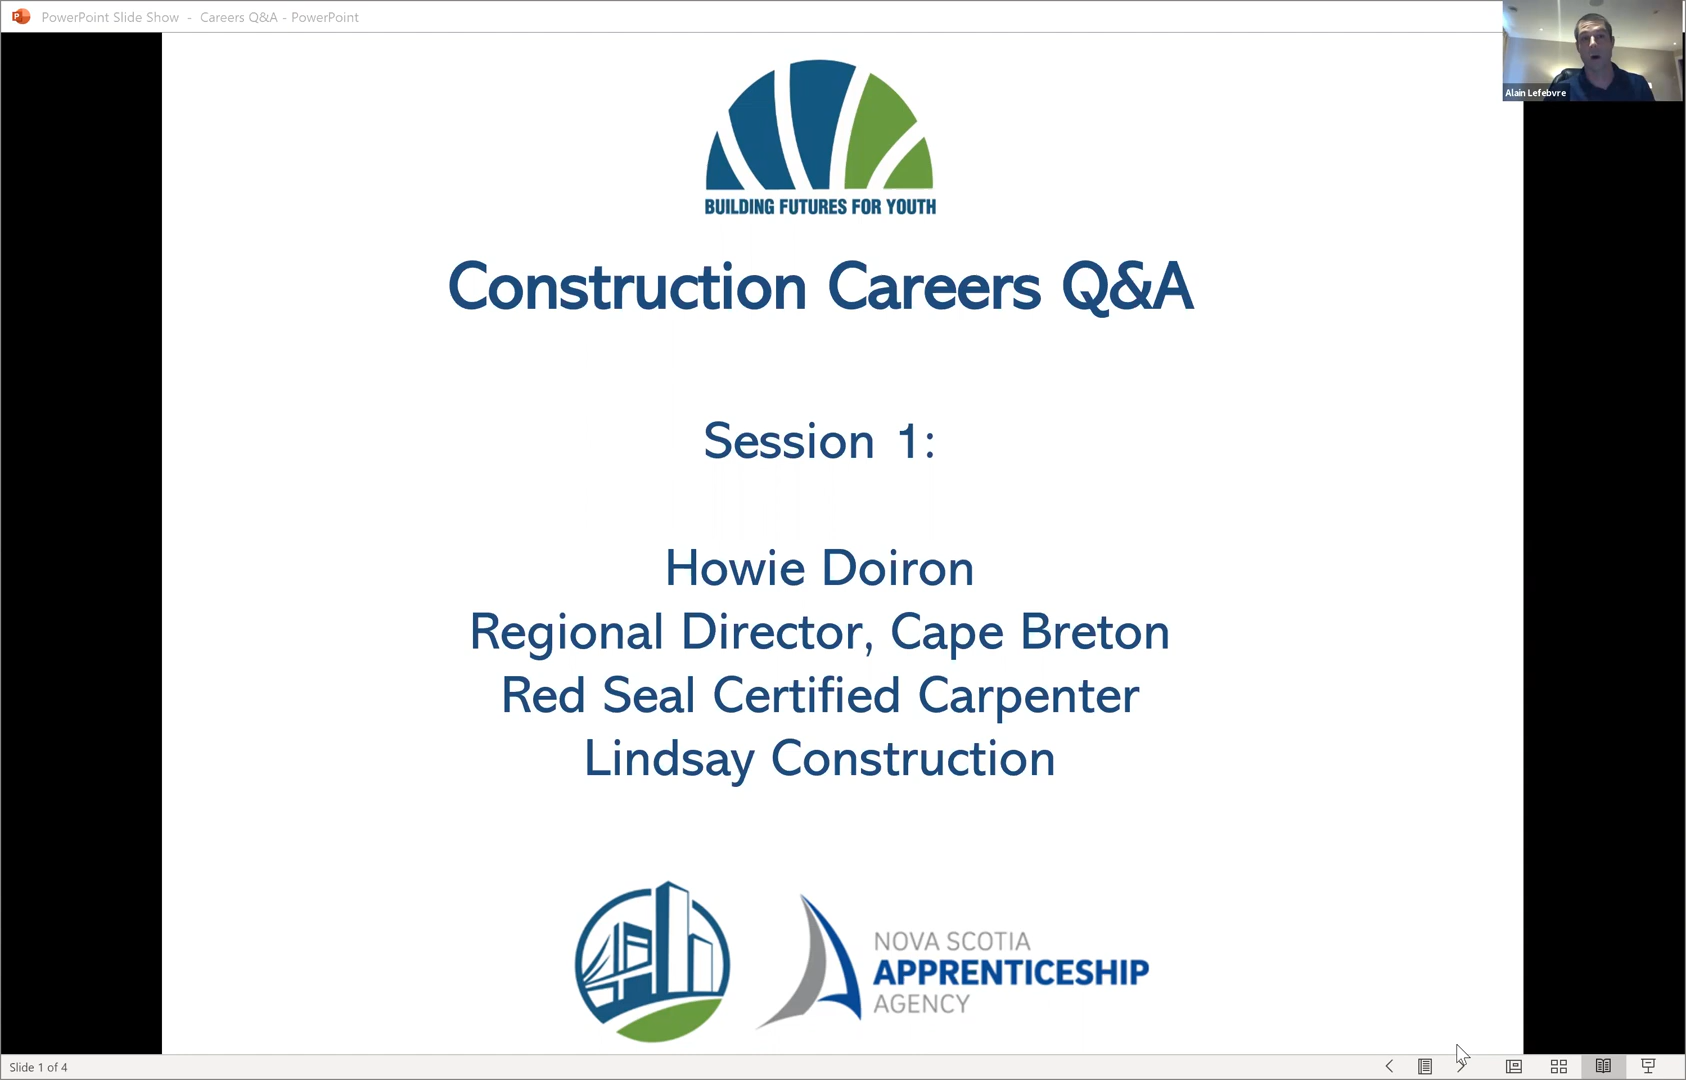 PowerPoint Slide Show - Careers Q&A - PowerPoint
Alain Lefebvre
BUILDING FUTURES FOR YOUTH
Construction Careers Q&A
Session 1:
Howie Doiron
Regional Director, Cape Breton
Red Seal Certified Carpenter
Lindsay Construction
NOVA SCOTIA
APPRENTICESHIP
AGENCY
Slide 1 of 4